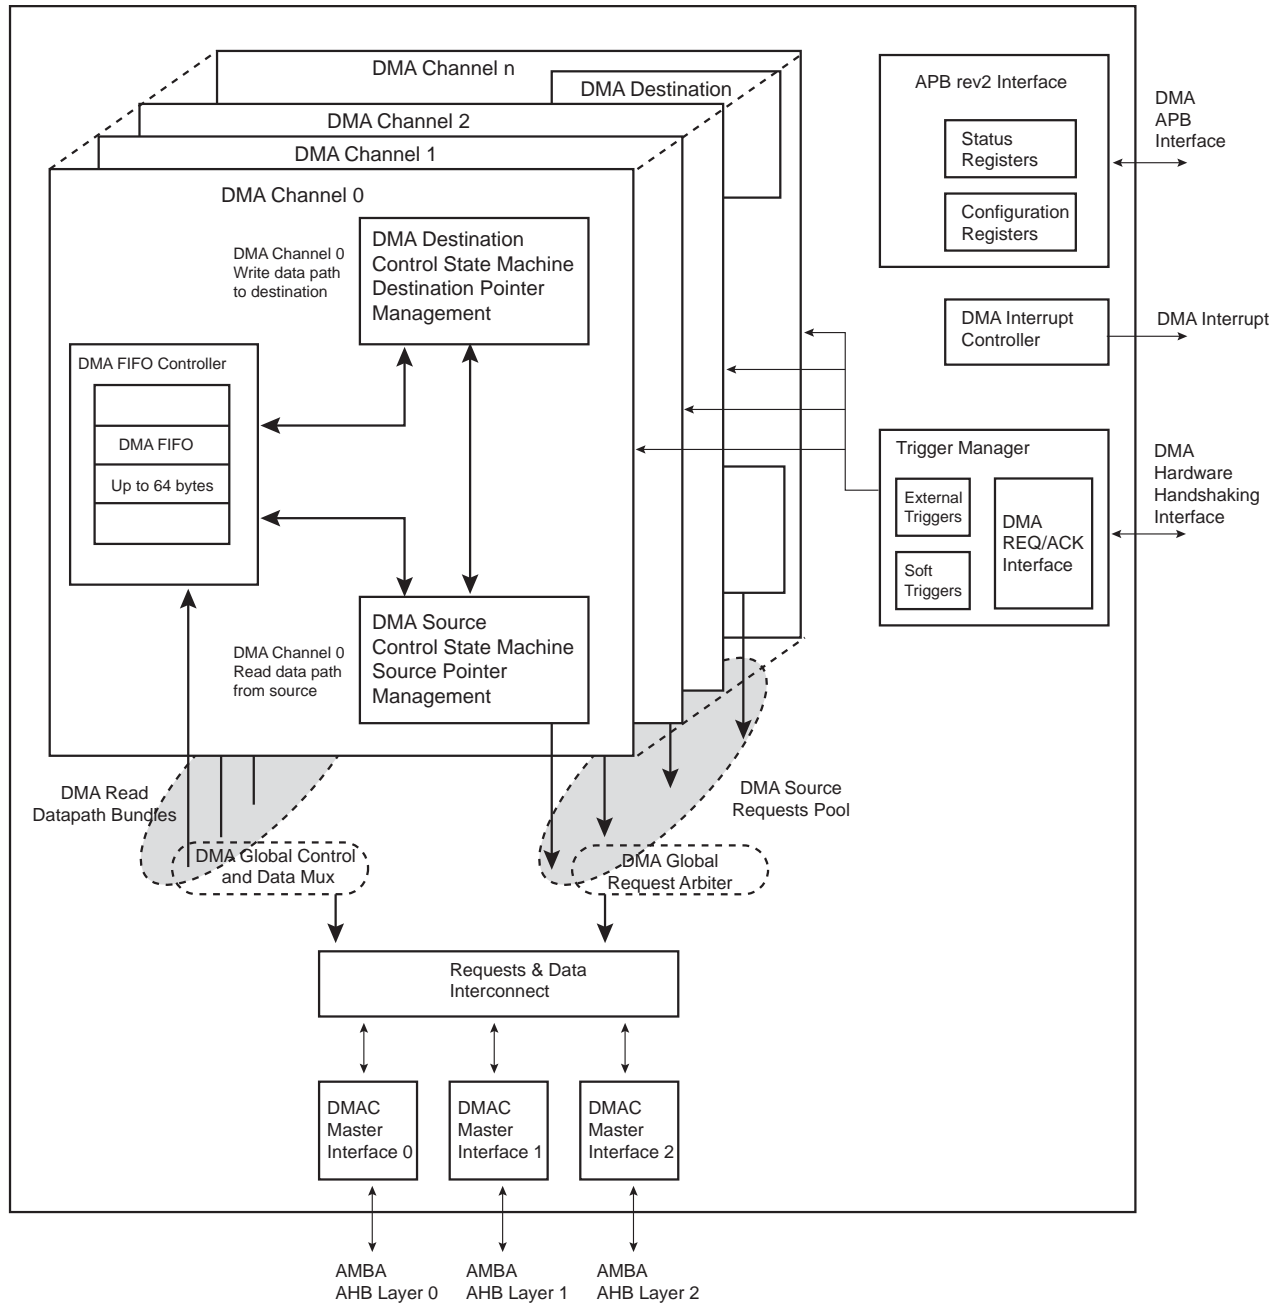 DMA Channel n
DMA Destination
DMA Channel 2
DMA Channel 1
DMA Channel 0
DMA Channel 0
Write data path
to destination
DMA Destination
Control State Machine
Destination Pointer
Management
DMA FIFO Controller
DMA FIFO
Up to 64 bytes
DMA Channel 0
Read data path
from source
DMA Source
Control State Machine
Source Pointer
Management
APB rev2 Interface
Status
Registers
Configuration
Registers
DMA
APB
Interface
DMA Interrupt
Controller
DMA Interrupt
Trigger Manager
External
Triggers
Soft
Triggers
DMA
REQ/ACK
Interface
DMA
Hardware
Handshaking
Interface
DMA Read
Datapath Bundles
DMA Source
Requests Pool
DMA Global Control
and Data Mux
DMA Global
Request Arbiter
Requests & Data
Interconnect
DMAC
Master
Interface 0
DMAC
Master
Interface 1
DMAC
Master
Interface 2
AMBA
AHB Layer 0
AMBA
AHB Layer 1
AMBA
AHB Layer 2